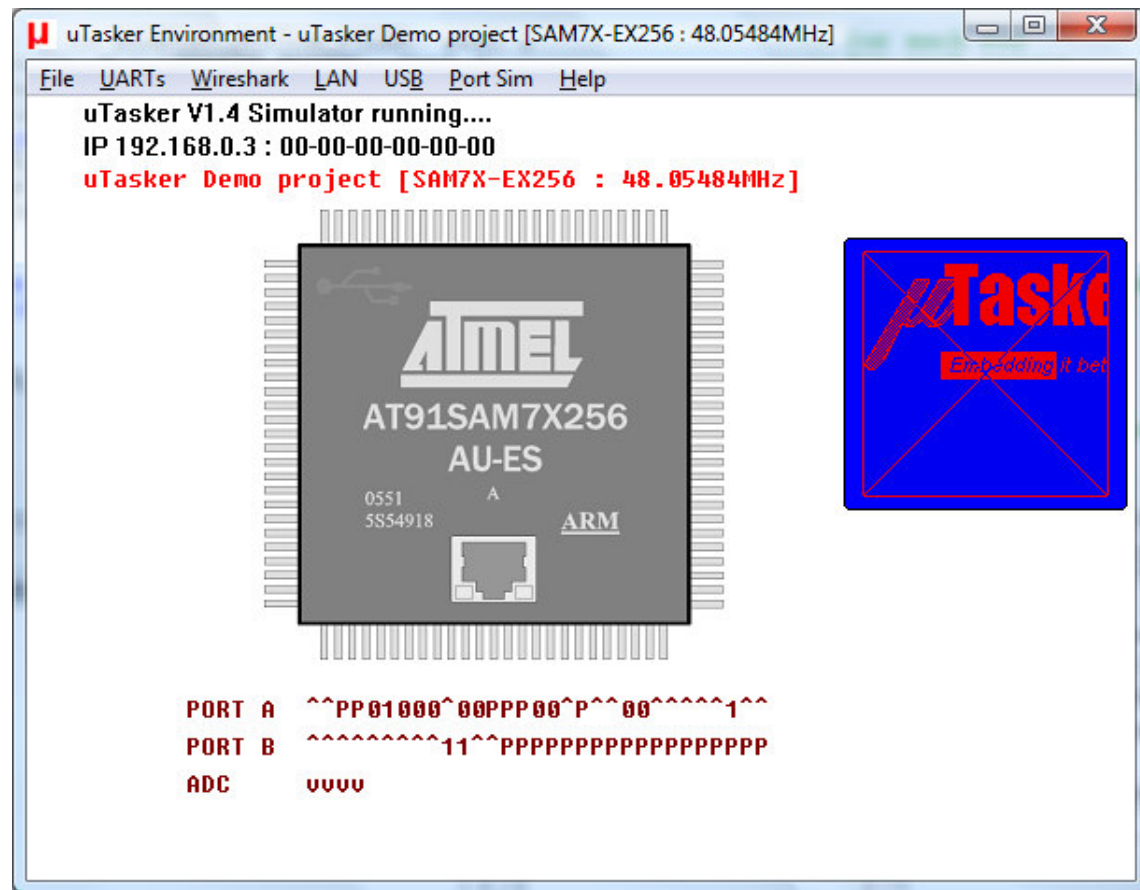 uTasker Environment - uTasker Demo project [SAM7X-EX256 : 48.05484MHz]
File UARTs Wireshark LAN USB Port Sim Help
uTasker V1.4 Simulator running....
IP 192.168.0.3 : 00-00-00-00-00-00
uTasker Demo project [SAM7X-EX256 : 48.05484MHz]
ATMEL
AT91SAM7X256
AU-ES
0551 A
5S54918 ARM
µTaske
Embedding it bet
PORT A ^^PP01000^00PPP00^P^^00^^^^^1^^
PORT B ^^^^^^^^^11^^PPPPPPPPPPPPPPPPPP
ADC vvvv